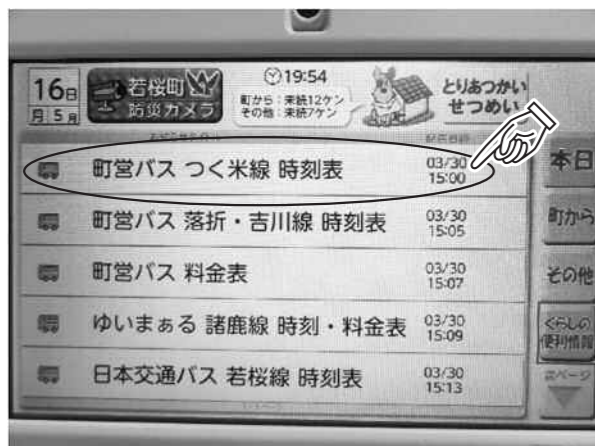 16日
月 5月
若桜町
防災カメラ
19:54
町から：未読12ケン
その他：未読7ケン
とりあつかい
せつめい
町営バス つく米線 時刻表 03/30 15:00
町営バス 落折・吉川線 時刻表 03/30 15:05
町営バス 料金表 03/30 15:07
ゆいまぁる 諸鹿線 時刻・料金表 03/30 15:09
日本交通バス 若桜線 時刻表 03/30 15:13
本日
町から
その他
くらしの
便利情報
次ページ